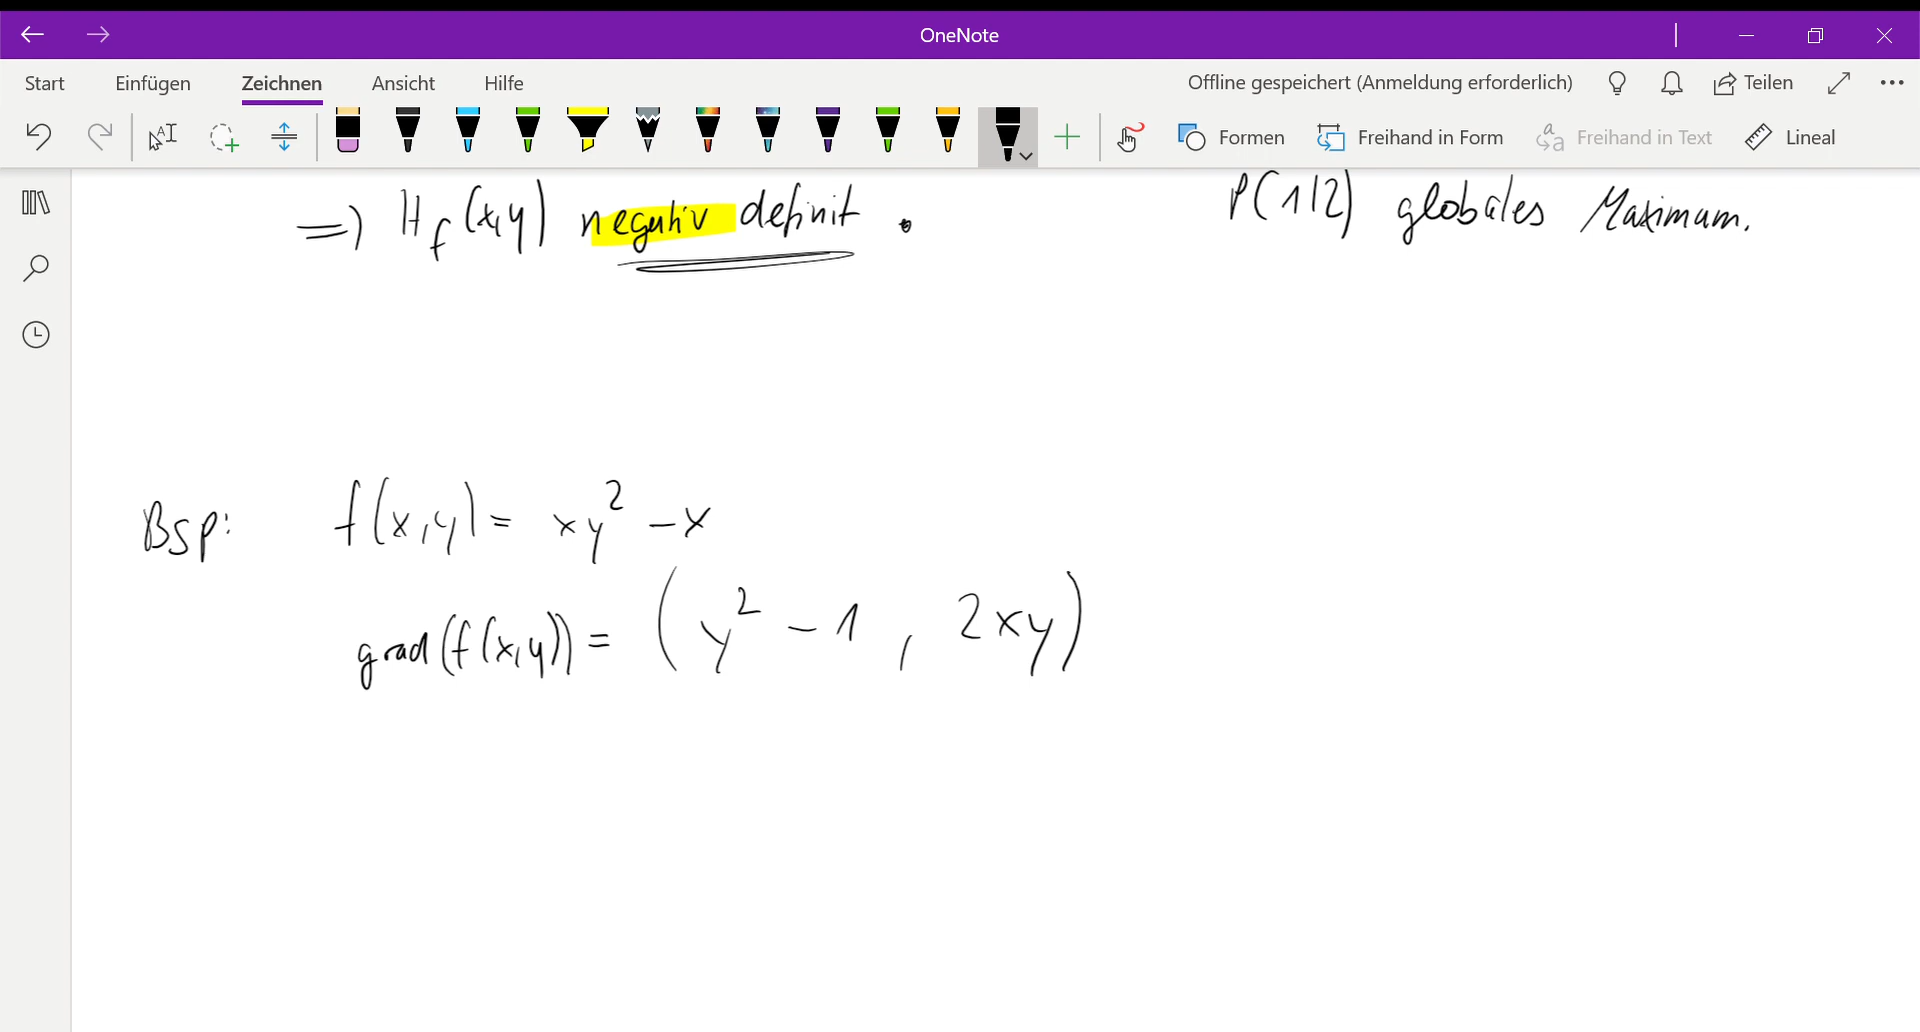 OneNote
Start Einfügen Zeichnen Ansicht Hilfe Offline gespeichert (Anmeldung erforderlich) Teilen
Formen Freihand in Form Freihand in Text Lineal
=> H_f(x,y) negativ definit. P(1|2) globales Maximum.
Bsp: f(x,y) = xy² - x
grad(f(x,y)) = (y² - 1, 2xy)